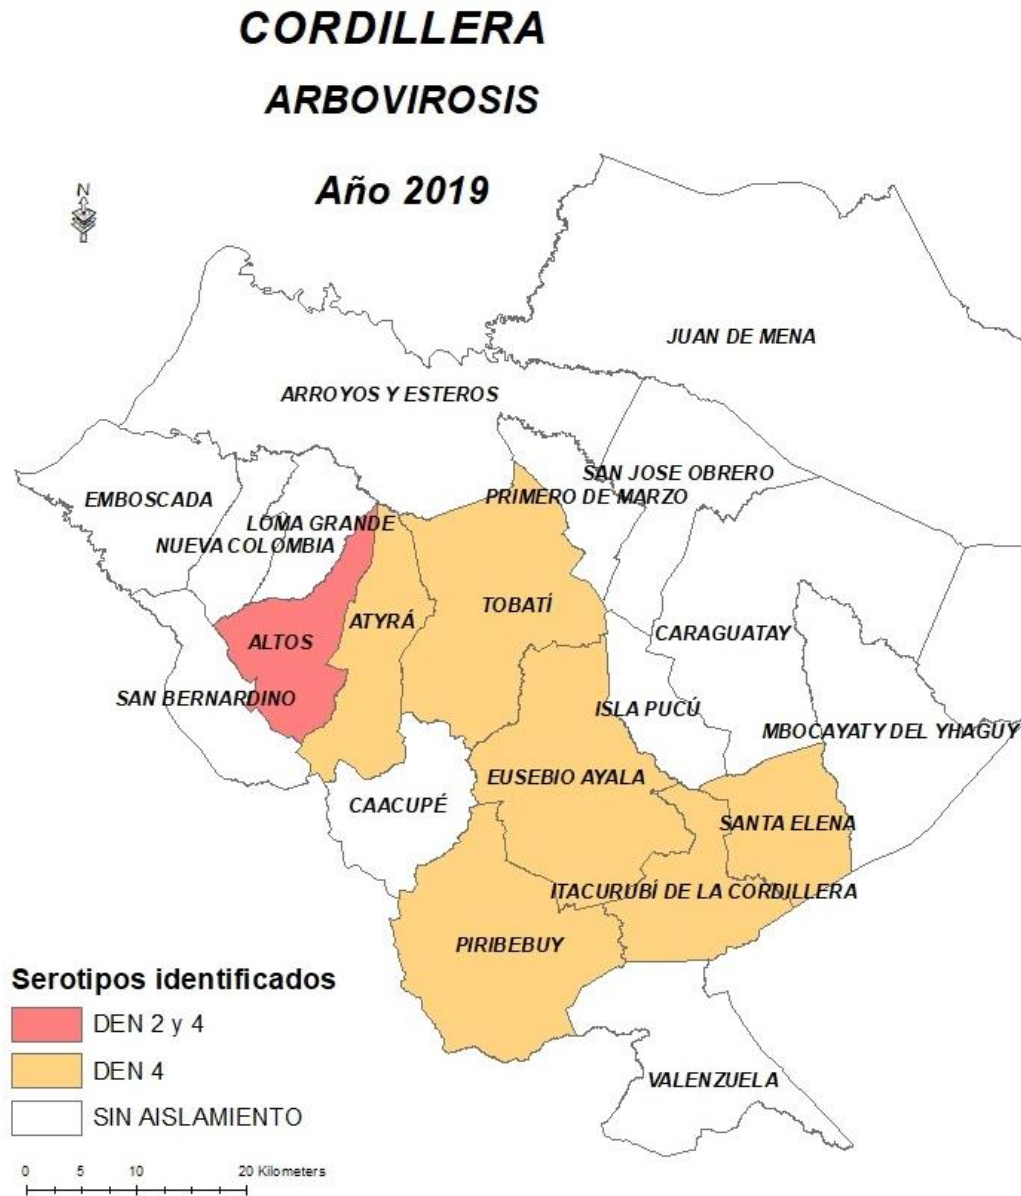 CORDILLERA
ARBOVIROSIS
Año 2019
N
JUAN DE MENA
ARROYOS Y ESTEROS
SAN JOSE OBRERO
EMBOSCADA
PRIMERO DE MARZO
LOMA GRANDE
NUEVA COLOMBIA
TOBATÍ
ATYRÁ
CARAGUATAY
ALTOS
SAN BERNARDINO
ISLA PUCÚ
MBOCAYATY DEL YHAGUY
EUSEBIO AYALA
CAACUPÉ
SANTA ELENA
ITACURUBÍ DE LA CORDILLERA
PIRIBEBUY
VALENZUELA
Serotipos identificados
DEN 2 y 4
DEN 4
SIN AISLAMIENTO
0 5 10 20 Kilometers